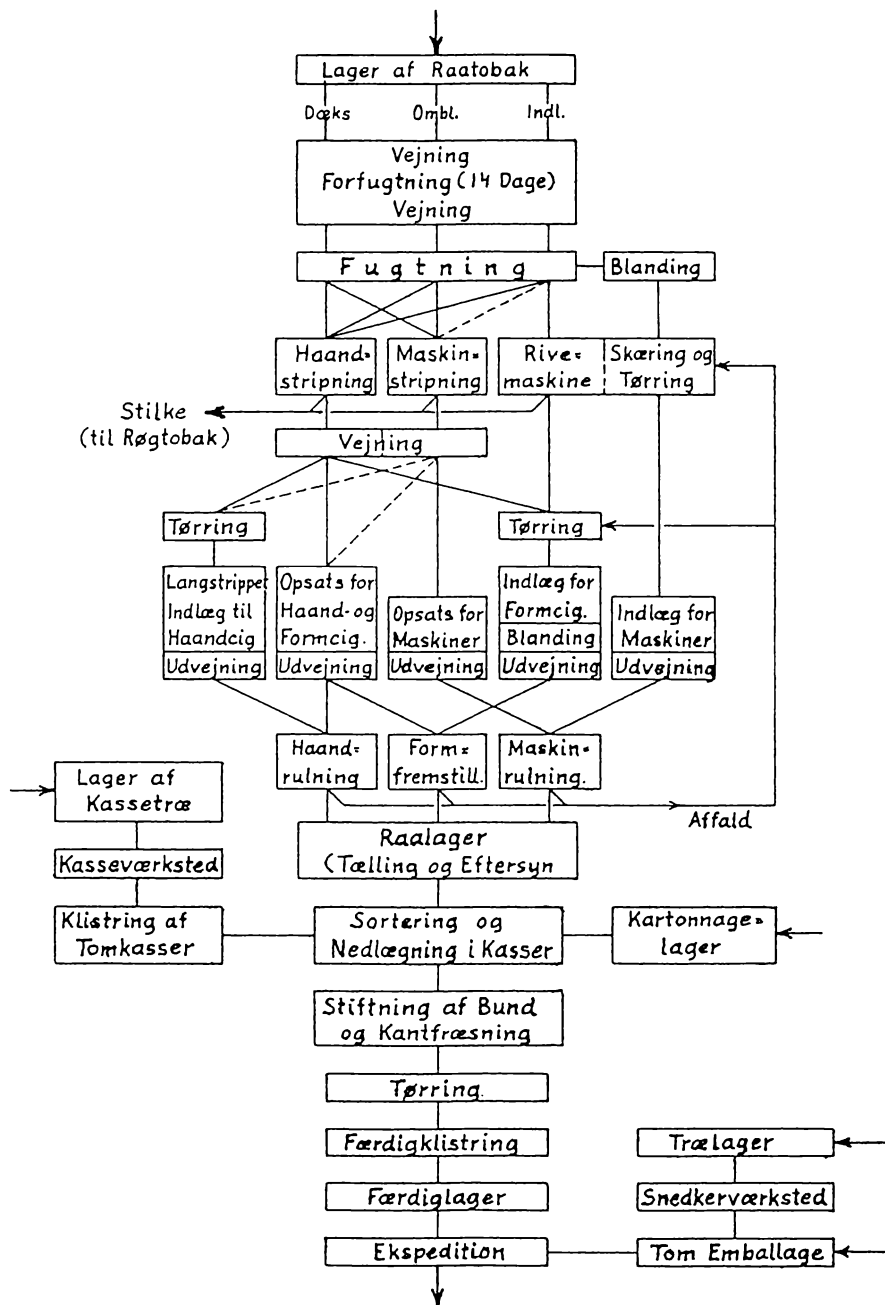 Lager af Raatobak
Dæks Ombl. Indl.
Vejning
Forfugtning (14 Dage)
Vejning
Fugtning
Blanding
Haand=
stripning
Maskin=
stripning
Rive=
maskine
Skæring og
Tørring
Stilke
(til Røgtobak)
Vejning
Tørring
Tørring
Langstrippet
Indlæg til
Haandcig
Udvejning
Opsats for
Haand- og
Formcig.
Udvejning
Opsats for
Maskiner
Udvejning
Indlæg for
Formcig.
Blanding
Udvejning
Indlæg for
Maskiner
Udvejning
Haand=
rulning
Form=
fremstill.
Maskin=
rulning.
Affald
Lager af
Kassetræ
Kasseværksted
Klistring af
Tomkasser
Raalager
(Tælling og Eftersyn
Sortering og
Nedlægning i Kasser
Kartonnage=
lager
Stiftning af Bund
og Kantfræsning
Tørring.
Færdigklistring
Færdiglager
Ekspedition
Trælager
Snedkerværksted
Tom Emballage